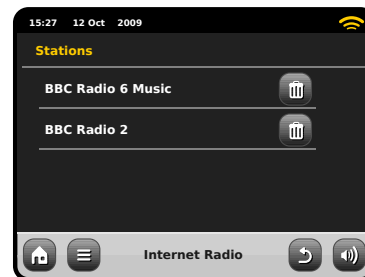 15:27 12 Oct 2009
Stations
BBC Radio 6 Music
BBC Radio 2
Internet Radio